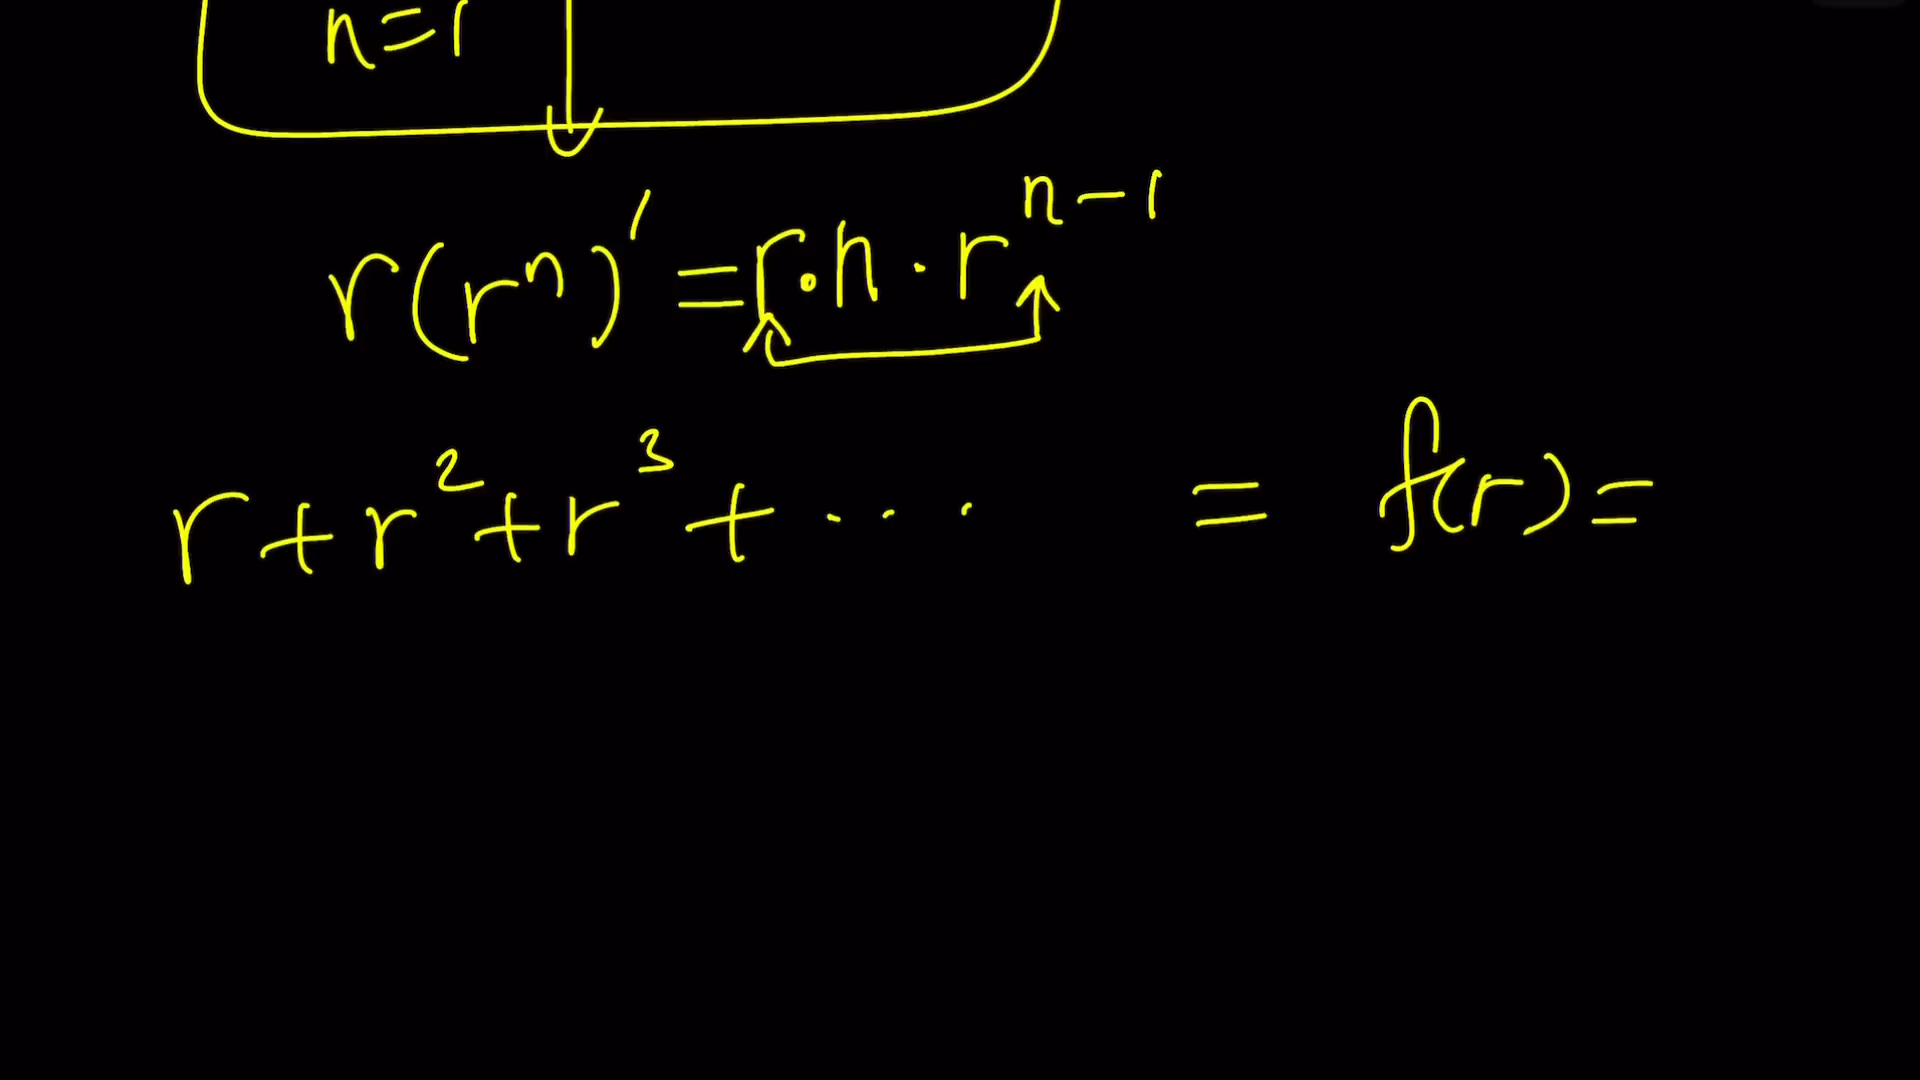 n=1
r(rⁿ)′ = r·n·rⁿ⁻¹
r+r²+r³+··· = f(r)=